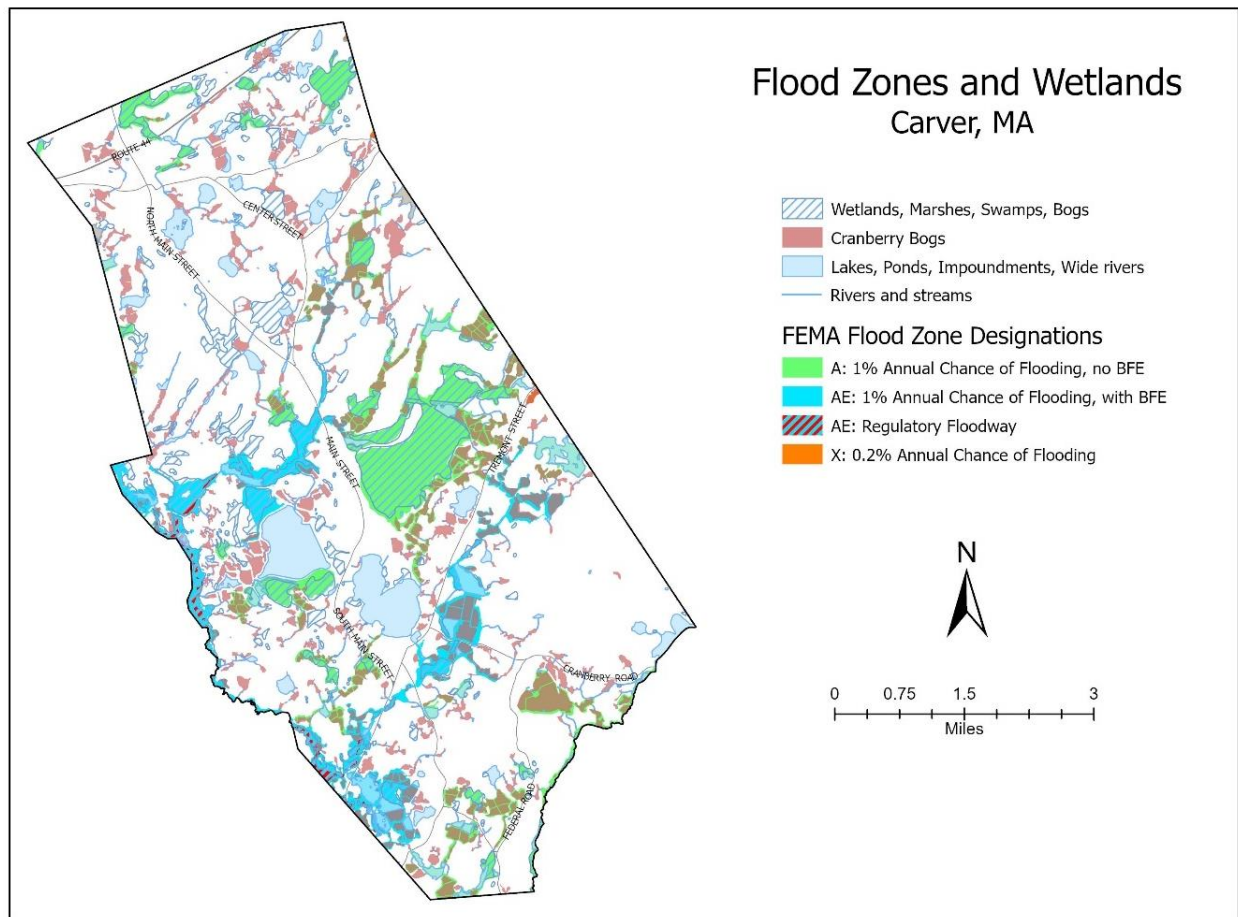 Flood Zones and Wetlands
Carver, MA
Wetlands, Marshes, Swamps, Bogs
Cranberry Bogs
Lakes, Ponds, Impoundments, Wide rivers
Rivers and streams
FEMA Flood Zone Designations
A: 1% Annual Chance of Flooding, no BFE
AE: 1% Annual Chance of Flooding, with BFE
AE: Regulatory Floodway
X: 0.2% Annual Chance of Flooding
N
0 0.75 1.5 3
Miles
ROUTE 44
NORTH MAIN STREET
CENTER STREET
MAIN STREET
TREMONT STREET
SOUTH MAIN STREET
CRANBERRY ROAD
FEDERAL ROAD